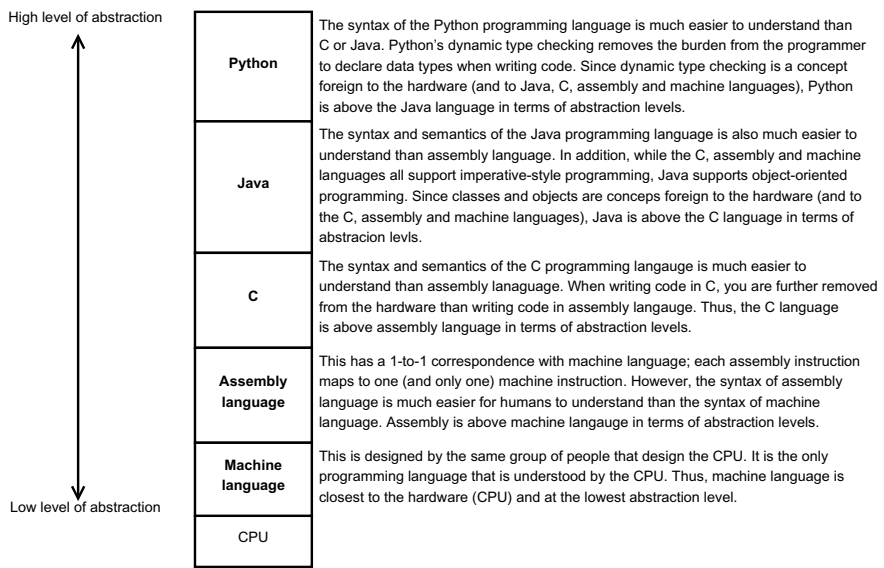 High level of abstraction
Python
The syntax of the Python programming language is much easier to understand than
C or Java. Python's dynamic type checking removes the burden from the programmer
to declare data types when writing code. Since dynamic type checking is a concept
foreign to the hardware (and to Java, C, assembly and machine languages), Python
is above the Java language in terms of abstraction levels.
Java
The syntax and semantics of the Java programming language is also much easier to
understand than assembly language. In addition, while the C, assembly and machine
languages all support imperative-style programming, Java supports object-oriented
programming. Since classes and objects are conceps foreign to the hardware (and to
the C, assembly and machine languages), Java is above the C language in terms of
abstracion levls.
C
The syntax and semantics of the C programming langauge is much easier to
understand than assembly lanaguage. When writing code in C, you are further removed
from the hardware than writing code in assembly langauge. Thus, the C language
is above assembly language in terms of abstraction levels.
Assembly
language
This has a 1-to-1 correspondence with machine language; each assembly instruction
maps to one (and only one) machine instruction. However, the syntax of assembly
language is much easier for humans to understand than the syntax of machine
language. Assembly is above machine langauge in terms of abstraction levels.
Machine
language
This is designed by the same group of people that design the CPU. It is the only
programming language that is understood by the CPU. Thus, machine language is
closest to the hardware (CPU) and at the lowest abstraction level.
Low level of abstraction
CPU